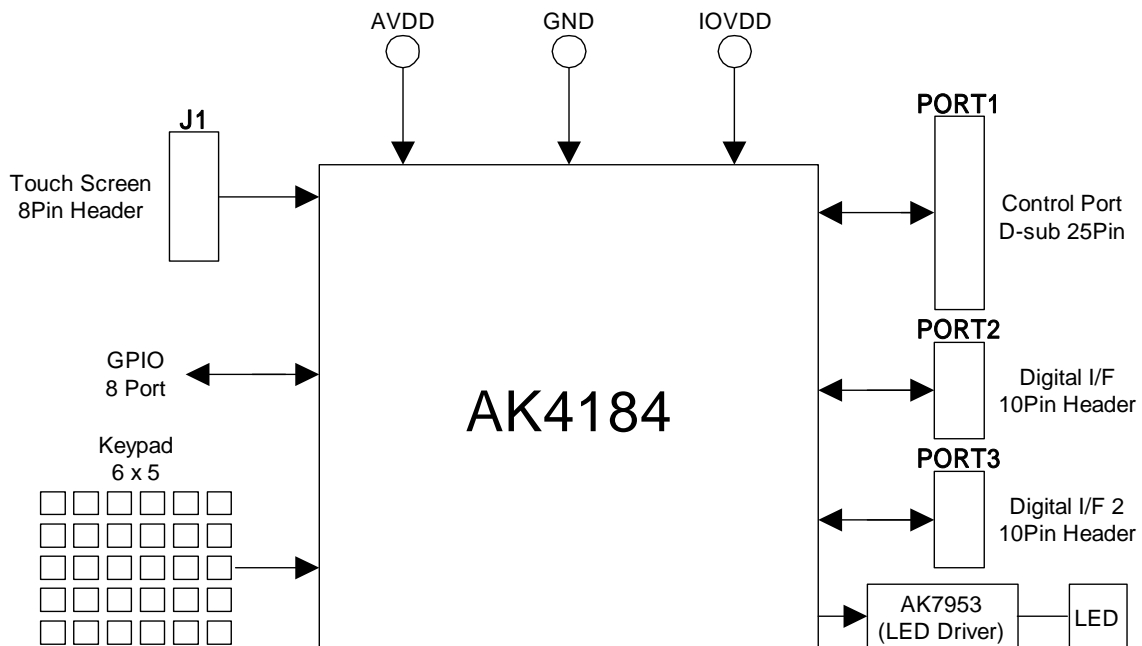 AVDD
GND
IOVDD
J1
Touch Screen
8Pin Header
PORT1
Control Port
D-sub 25Pin
GPIO
8 Port
AK4184
PORT2
Digital I/F
10Pin Header
Keypad
6 x 5
PORT3
Digital I/F 2
10Pin Header
AK7953
(LED Driver)
LED